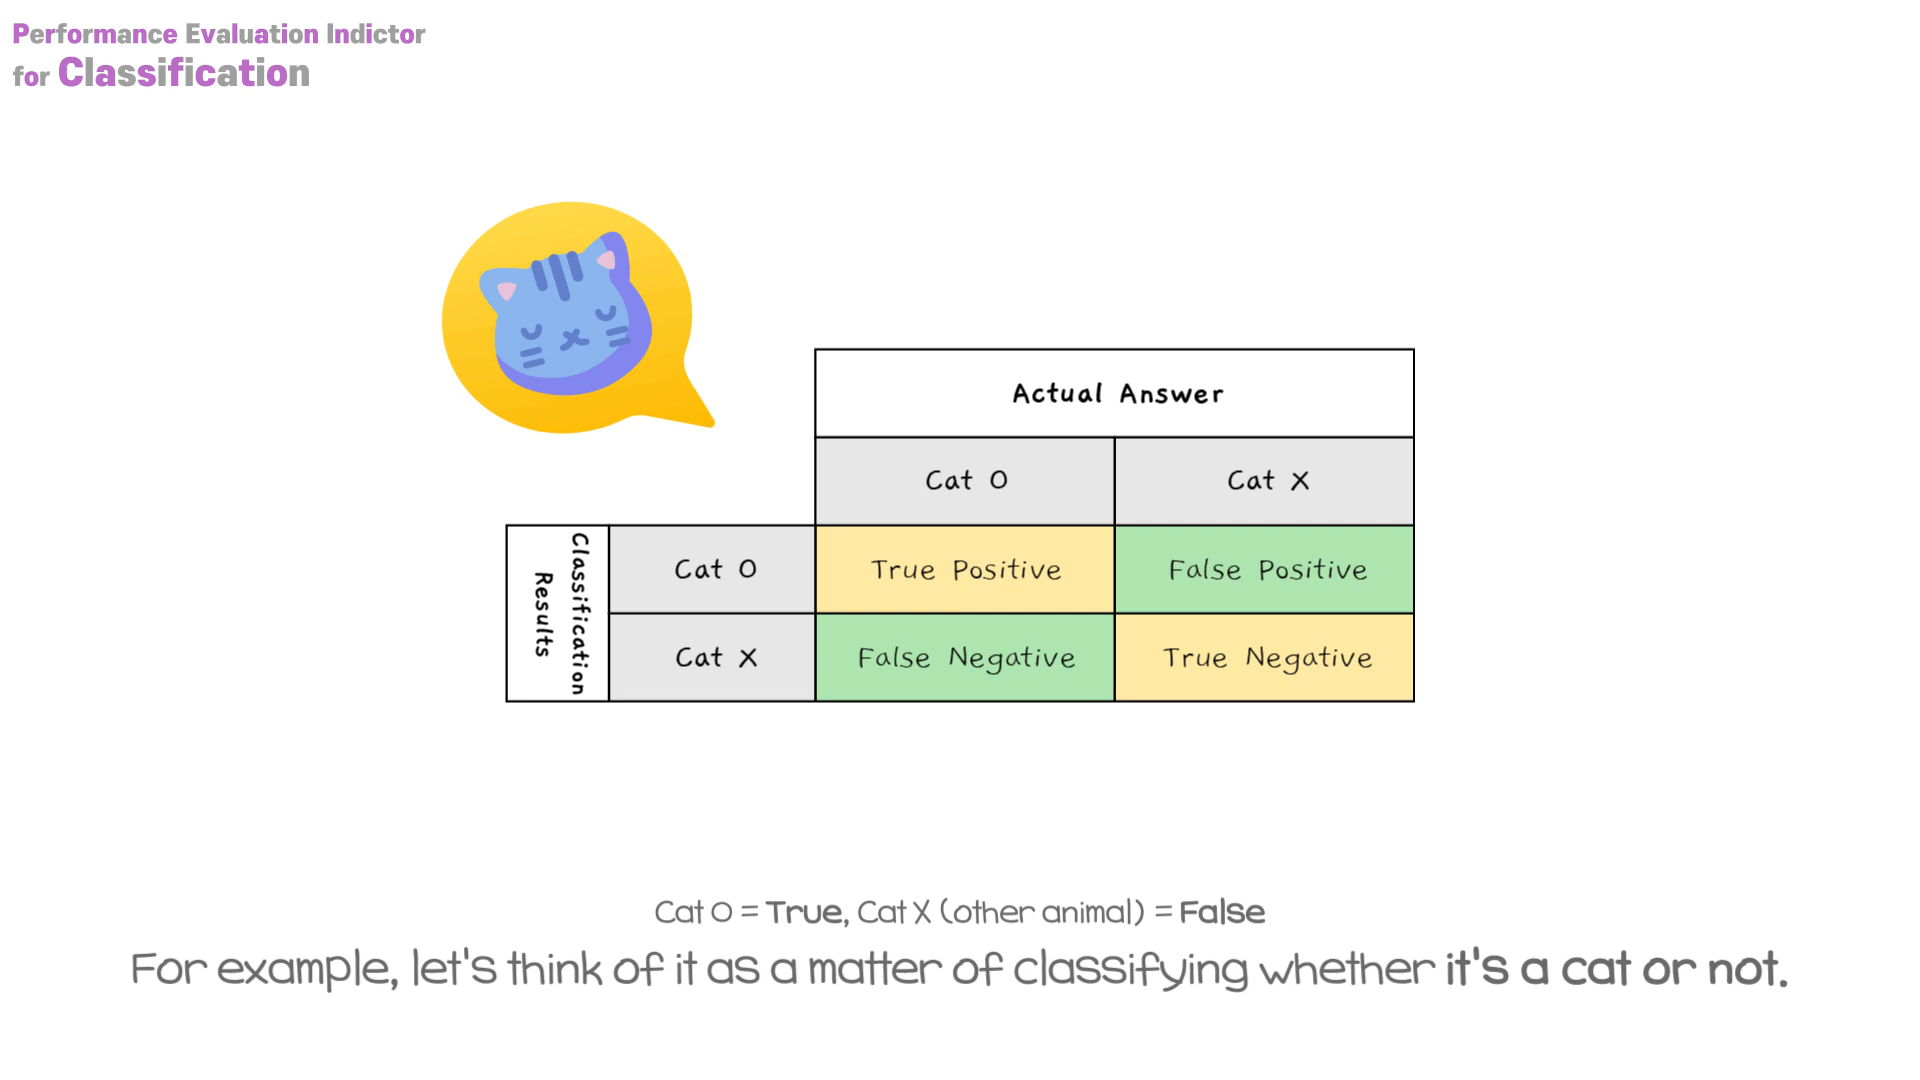 Performance Evaluation Indictor
for Classification
Actual Answer
Cat O
Cat X
Classification
Results
Cat O
True Positive
False Positive
Cat X
False Negative
True Negative
Cat O = True, Cat X (other animal) = False
For example, let's think of it as a matter of classifying whether it's a cat or not.